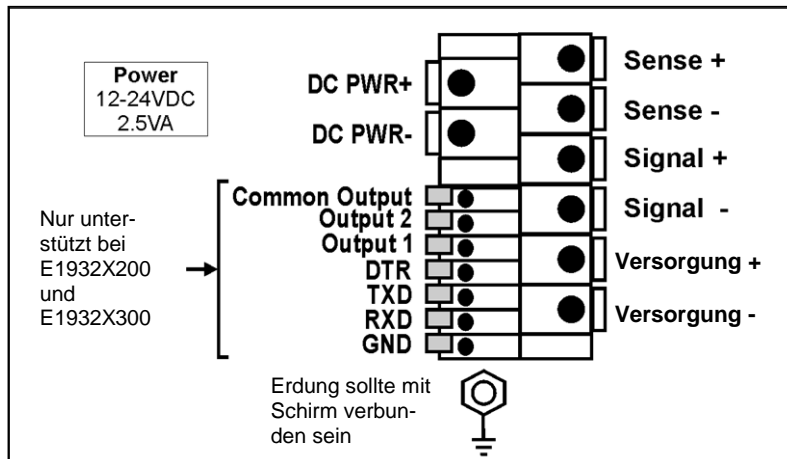 Power
12-24VDC
2.5VA
DC PWR+
DC PWR-
Common Output
Output 2
Output 1
DTR
TXD
RXD
GND
Sense +
Sense -
Signal +
Signal -
Versorgung +
Versorgung -
Nur unter-
stützt bei
E1932X200
und
E1932X300
Erdung sollte mit
Schirm verbun-
den sein